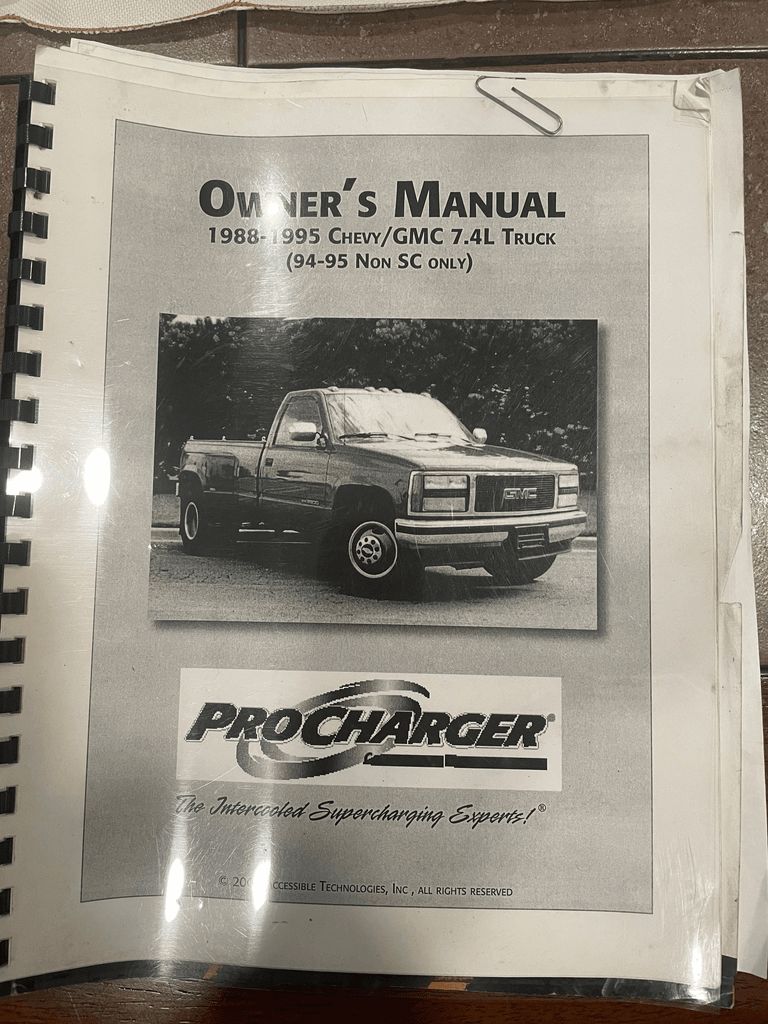 OWNER'S MANUAL
1988-1995 CHEVY/GMC 7.4L TRUCK
(94-95 NON SC ONLY)
GMC
PROCHARGER®
The Intercooled Supercharging Experts!®
© ACCESSIBLE TECHNOLOGIES, INC , ALL RIGHTS RESERVED